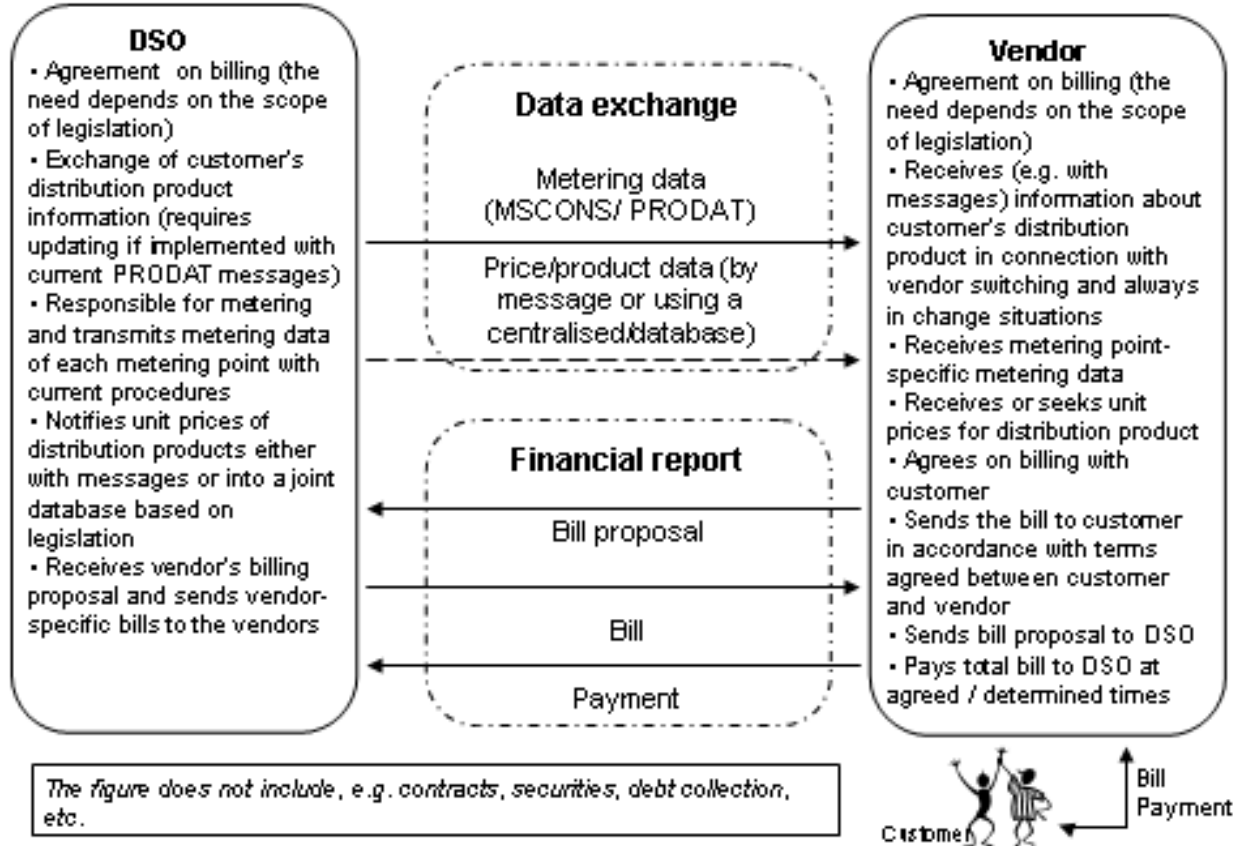 DSO
• Agreement on billing (the
need depends on the scope
of legislation)
• Exchange of customer's
distribution product
information (requires
updating if implemented with
current PRODAT messages)
• Responsible for metering
and transmits metering data
of each metering point with
current procedures
• Notifies unit prices of
distribution products either
with messages or into a joint
database based on
legislation
• Receives vendor's billing
proposal and sends vendor-
specific bills to the vendors
Data exchange
Metering data
(MSCONS/ PRODAT)
Price/product data (by
message or using a
centralised/database)
Financial report
Bill proposal
Bill
Payment
Vendor
• Agreement on billing (the
need depends on the scope
of legislation)
• Receives (e.g. with
messages) information about
customer's distribution
product in connection with
vendor switching and always
in change situations
• Receives metering point-
specific metering data
• Receives or seeks unit
prices for distribution product
• Agrees on billing with
customer
• Sends the bill to customer
in accordance with terms
agreed between customer
and vendor
• Sends bill proposal to DSO
• Pays total bill to DSO at
agreed / determined times
The figure does not include, e.g. contracts, securities, debt collection,
etc.
Customer
Bill
Payment